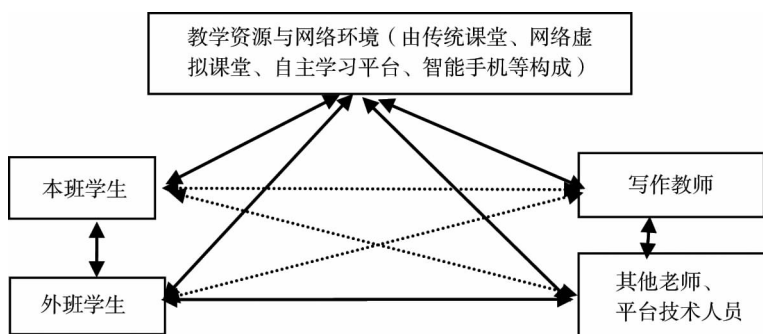 教学资源与网络环境（由传统课堂、网络虚
拟课堂、自主学习平台、智能手机等构成）
本班学生
写作教师
外班学生
其他老师、
平台技术人员